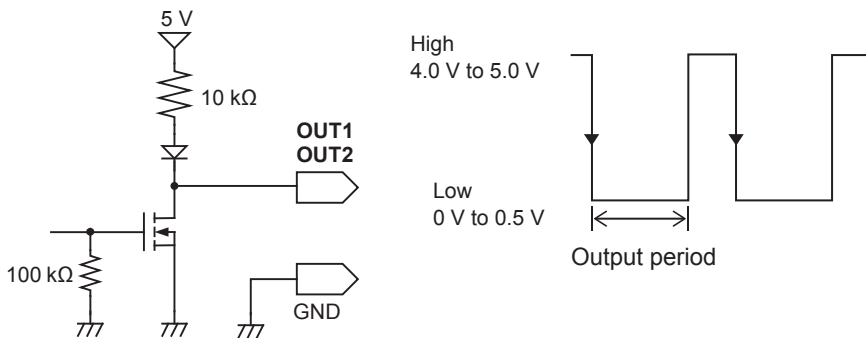 5 V
10 kΩ
OUT1
OUT2
100 kΩ
GND
High
4.0 V to 5.0 V
Low
0 V to 0.5 V
Output period